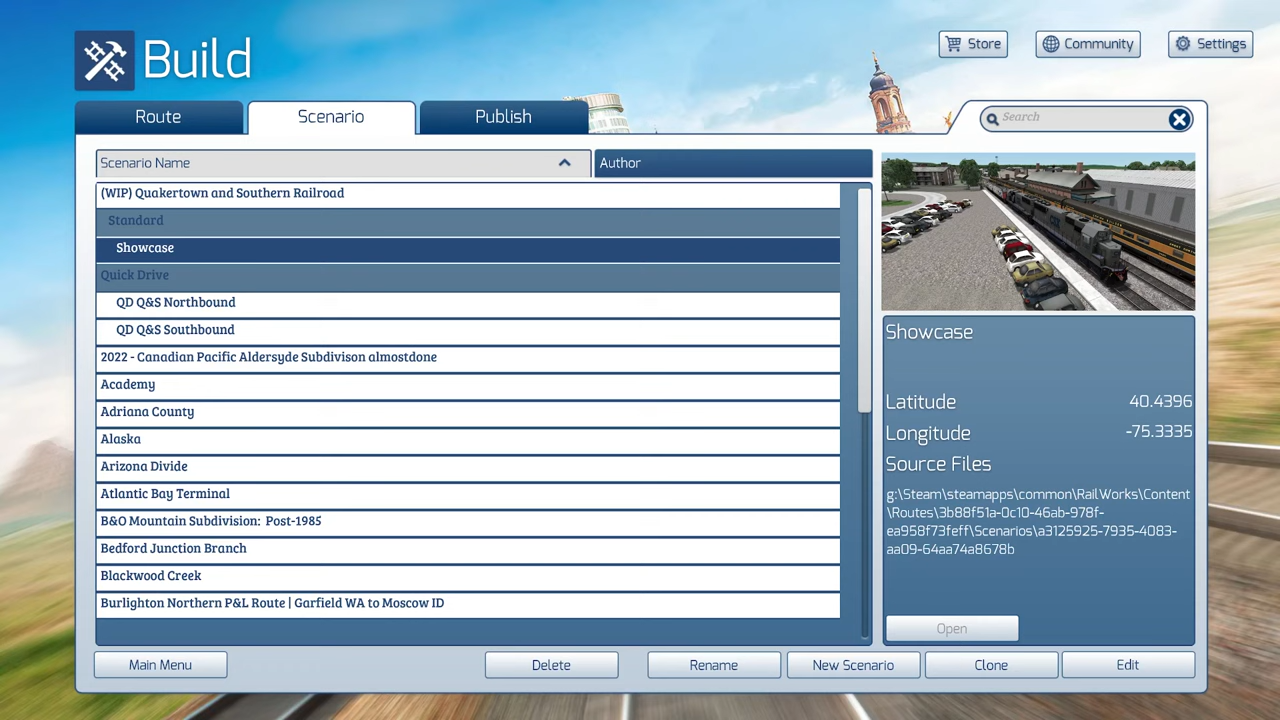 Build
Store
Community
Settings
Route
Scenario
Publish
Search
Scenario Name
Author
(WIP) Quakertown and Southern Railroad
Standard
Showcase
Quick Drive
QD Q&S Northbound
QD Q&S Southbound
2022 - Canadian Pacific Aldersyde Subdivison almostdone
Academy
Adriana County
Alaska
Arizona Divide
Atlantic Bay Terminal
B&O Mountain Subdivision: Post-1985
Bedford Junction Branch
Blackwood Creek
Burlighton Northern P&L Route | Garfield WA to Moscow ID
Showcase
Latitude 40.4396
Longitude -75.3335
Source Files
g:\Steam\steamapps\common\RailWorks\Content
\Routes\3b88f51a-0c10-46ab-978f-
ea958f73feff\Scenarios\a3125925-7935-4083-
aa09-64aa74a8678b
Open
Main Menu
Delete
Rename
New Scenario
Clone
Edit